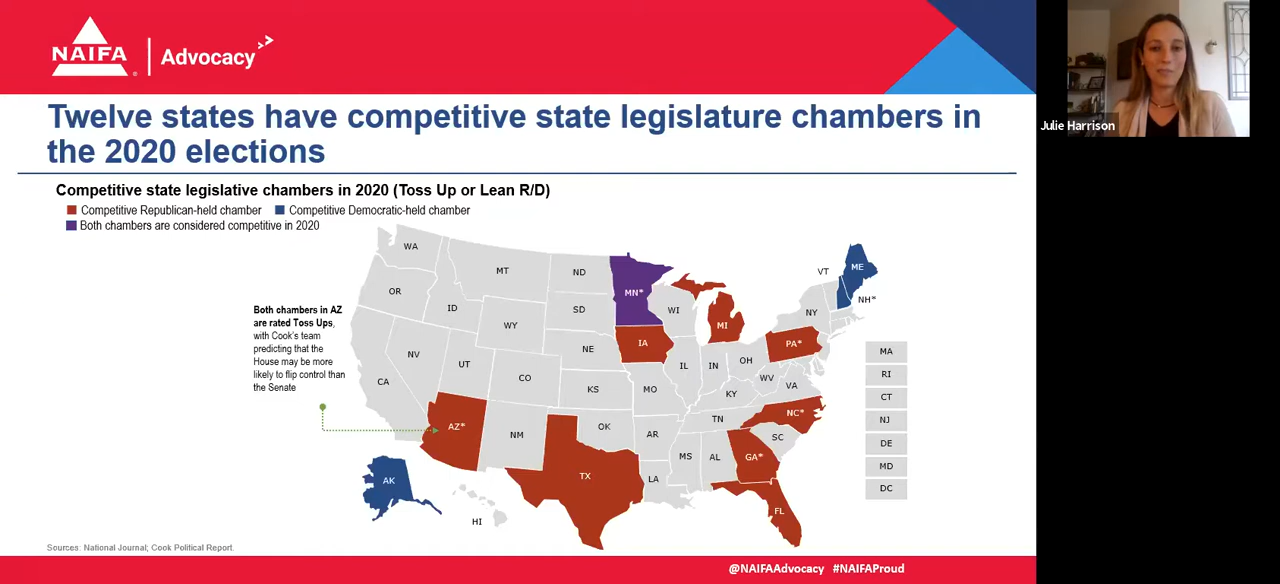 NAIFA
Advocacy
Julie Harrison
Twelve states have competitive state legislature chambers in
the 2020 elections
Competitive state legislative chambers in 2020 (Toss Up or Lean R/D)
Competitive Republican-held chamber
Competitive Democratic-held chamber
Both chambers are considered competitive in 2020
WA
MT
ND
MN*
ME
VT
OR
ID
SD
WI
NH*
NY
WY
MI
Both chambers in AZ
are rated Toss Ups,
with Cook's team
predicting that the
House may be more
likely to flip control than
the Senate
IA
PA*
NE
NV
UT
CO
IL
IN
OH
MA
CA
KS
MO
WV
VA
KY
RI
CT
AZ*
NM
OK
AR
TN
NC*
SC
NJ
MS
AL
GA*
DE
TX
LA
MD
AK
FL
DC
HI
Sources: National Journal; Cook Political Report.
@NAIFAAdvocacy #NAIFAProud